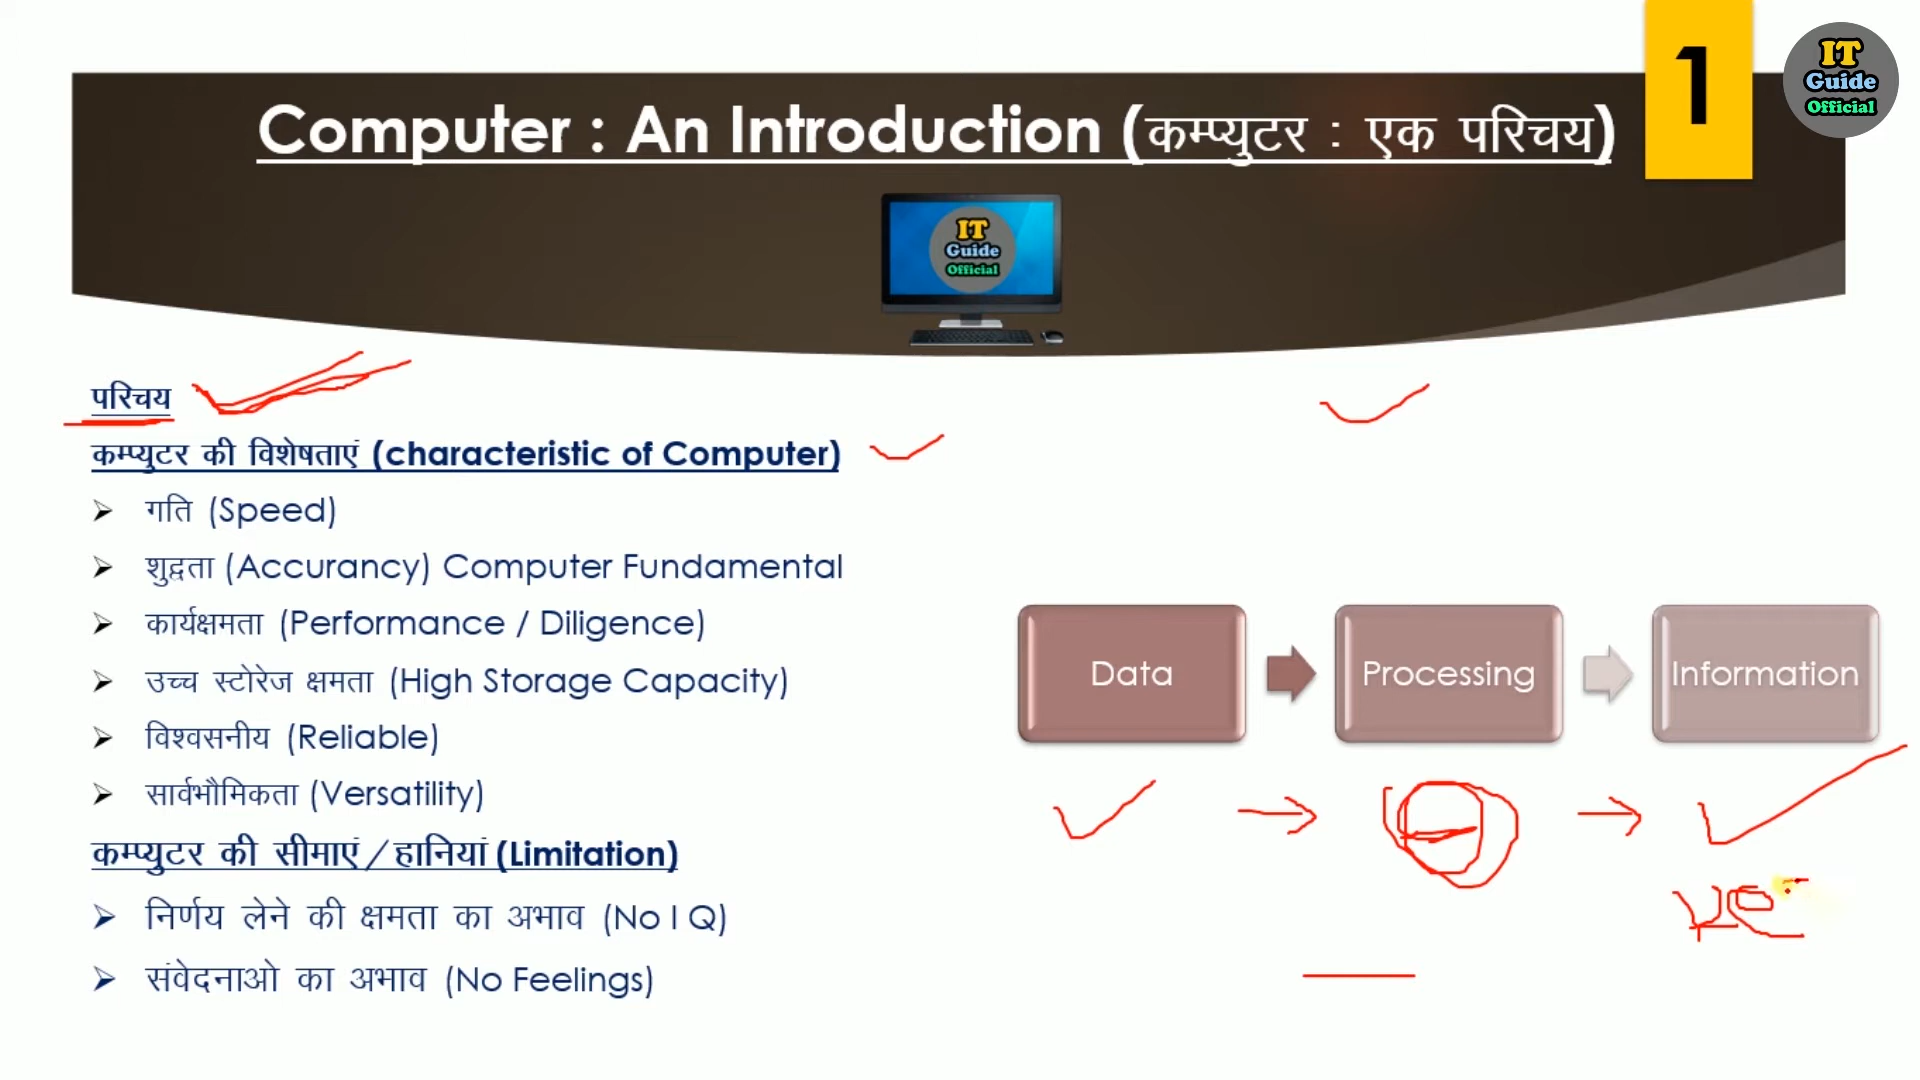 1
IT
Guide
Official
Computer : An Introduction (कम्प्युटर : एक परिचय)
IT
Guide
Official
परिचय
कम्प्युटर की विशेषताएं (characteristic of Computer)
गति (Speed)
शुद्वता (Accurancy) Computer Fundamental
कार्यक्षमता (Performance / Diligence)
उच्च स्टोरेज क्षमता (High Storage Capacity)
विश्वसनीय (Reliable)
सार्वभौमिकता (Versatility)
कम्प्युटर की सीमाएं/हानियां (Limitation)
निर्णय लेने की क्षमता का अभाव (No I Q)
संवेदनाओ का अभाव (No Feelings)
Data
Processing
Information